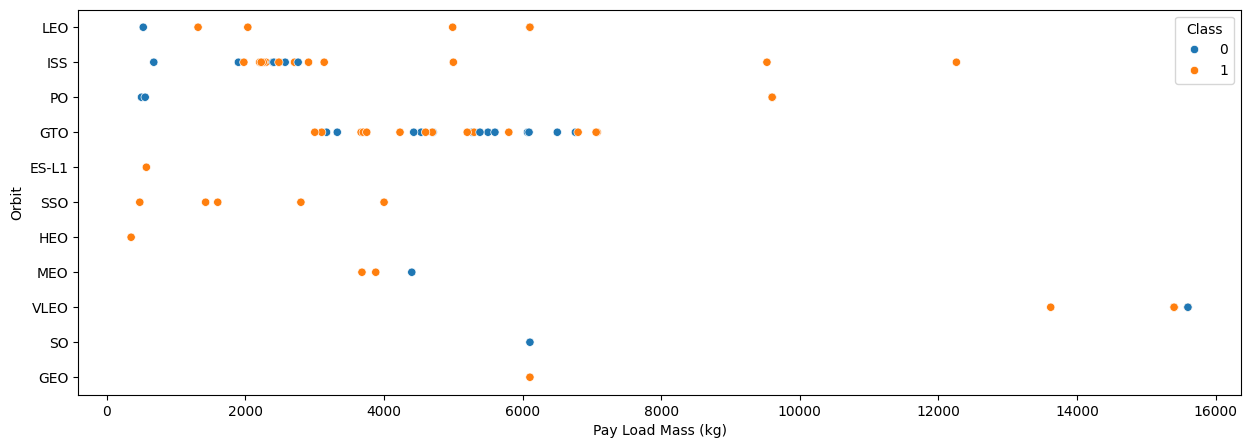 LEO
ISS
PO
GTO
ES-L1
SSO
HEO
MEO
VLEO
SO
GEO
Orbit
Class
0
1
0 2000 4000 6000 8000 10000 12000 14000 16000
Pay Load Mass (kg)